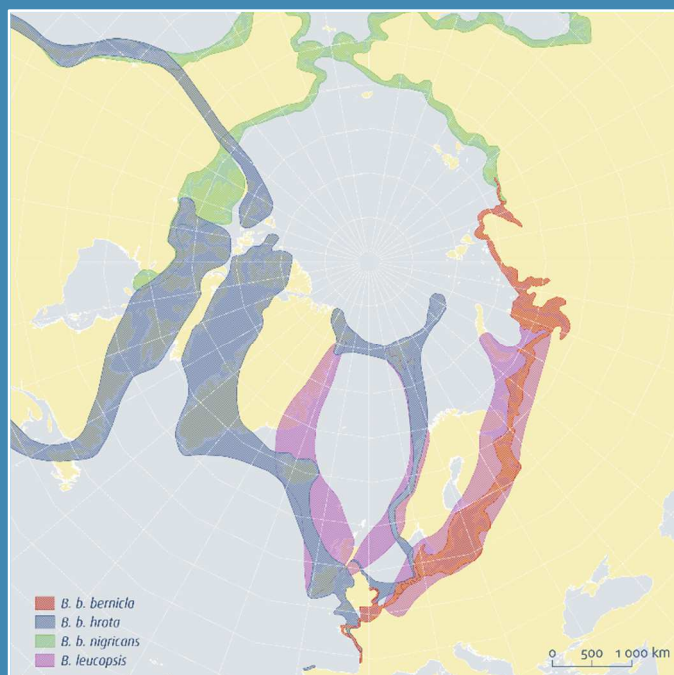 B. b. bernicla
B. b. hrota
B. b. nigricans
B. leucopsis
0 500 1 000 km